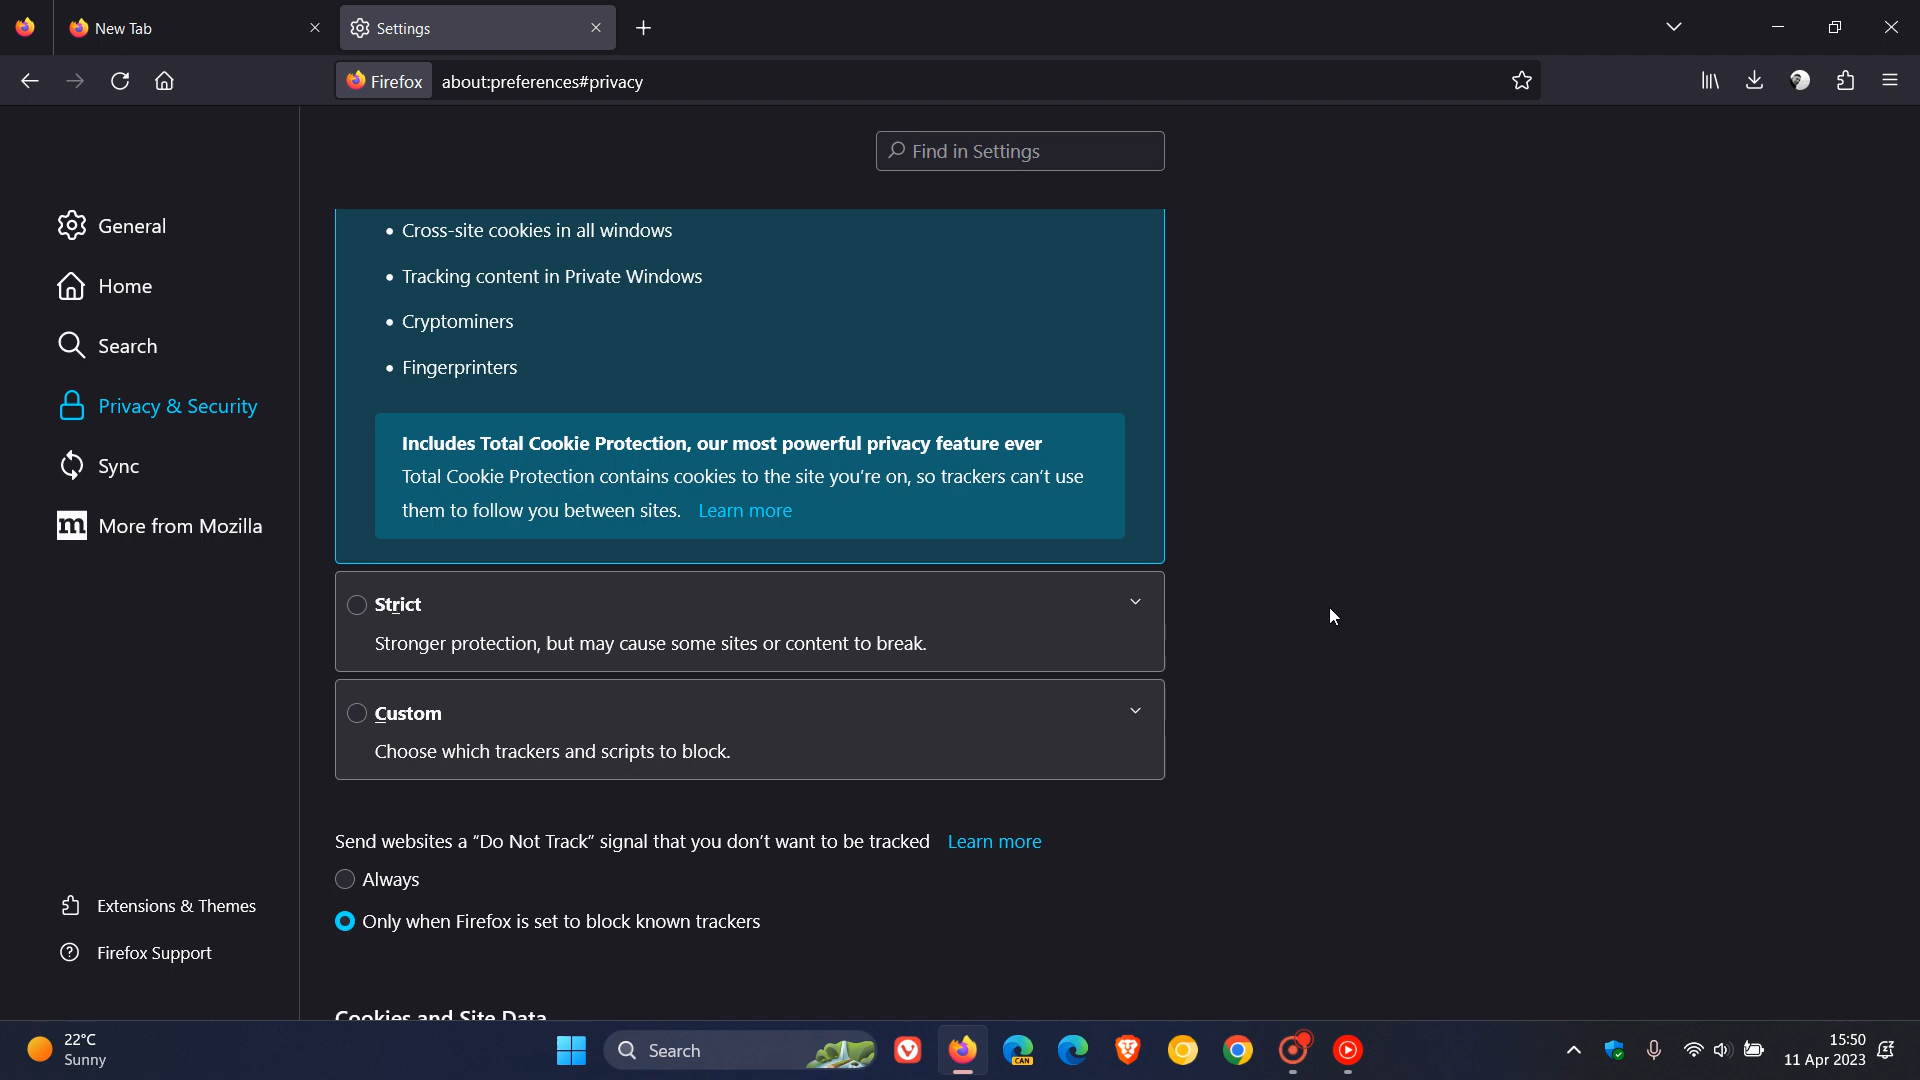 New Tab
Settings
Firefox
about:preferences#privacy
Find in Settings
General
Home
Search
Privacy & Security
Sync
More from Mozilla
Extensions & Themes
Firefox Support
• Cross-site cookies in all windows
• Tracking content in Private Windows
• Cryptominers
• Fingerprinters
Includes Total Cookie Protection, our most powerful privacy feature ever
Total Cookie Protection contains cookies to the site you're on, so trackers can't use
them to follow you between sites. Learn more
Strict
Stronger protection, but may cause some sites or content to break.
Custom
Choose which trackers and scripts to block.
Send websites a "Do Not Track" signal that you don't want to be tracked Learn more
Always
Only when Firefox is set to block known trackers
Cookies and Site Data
22°C
Sunny
Search
CAN
15:50
11 Apr 2023